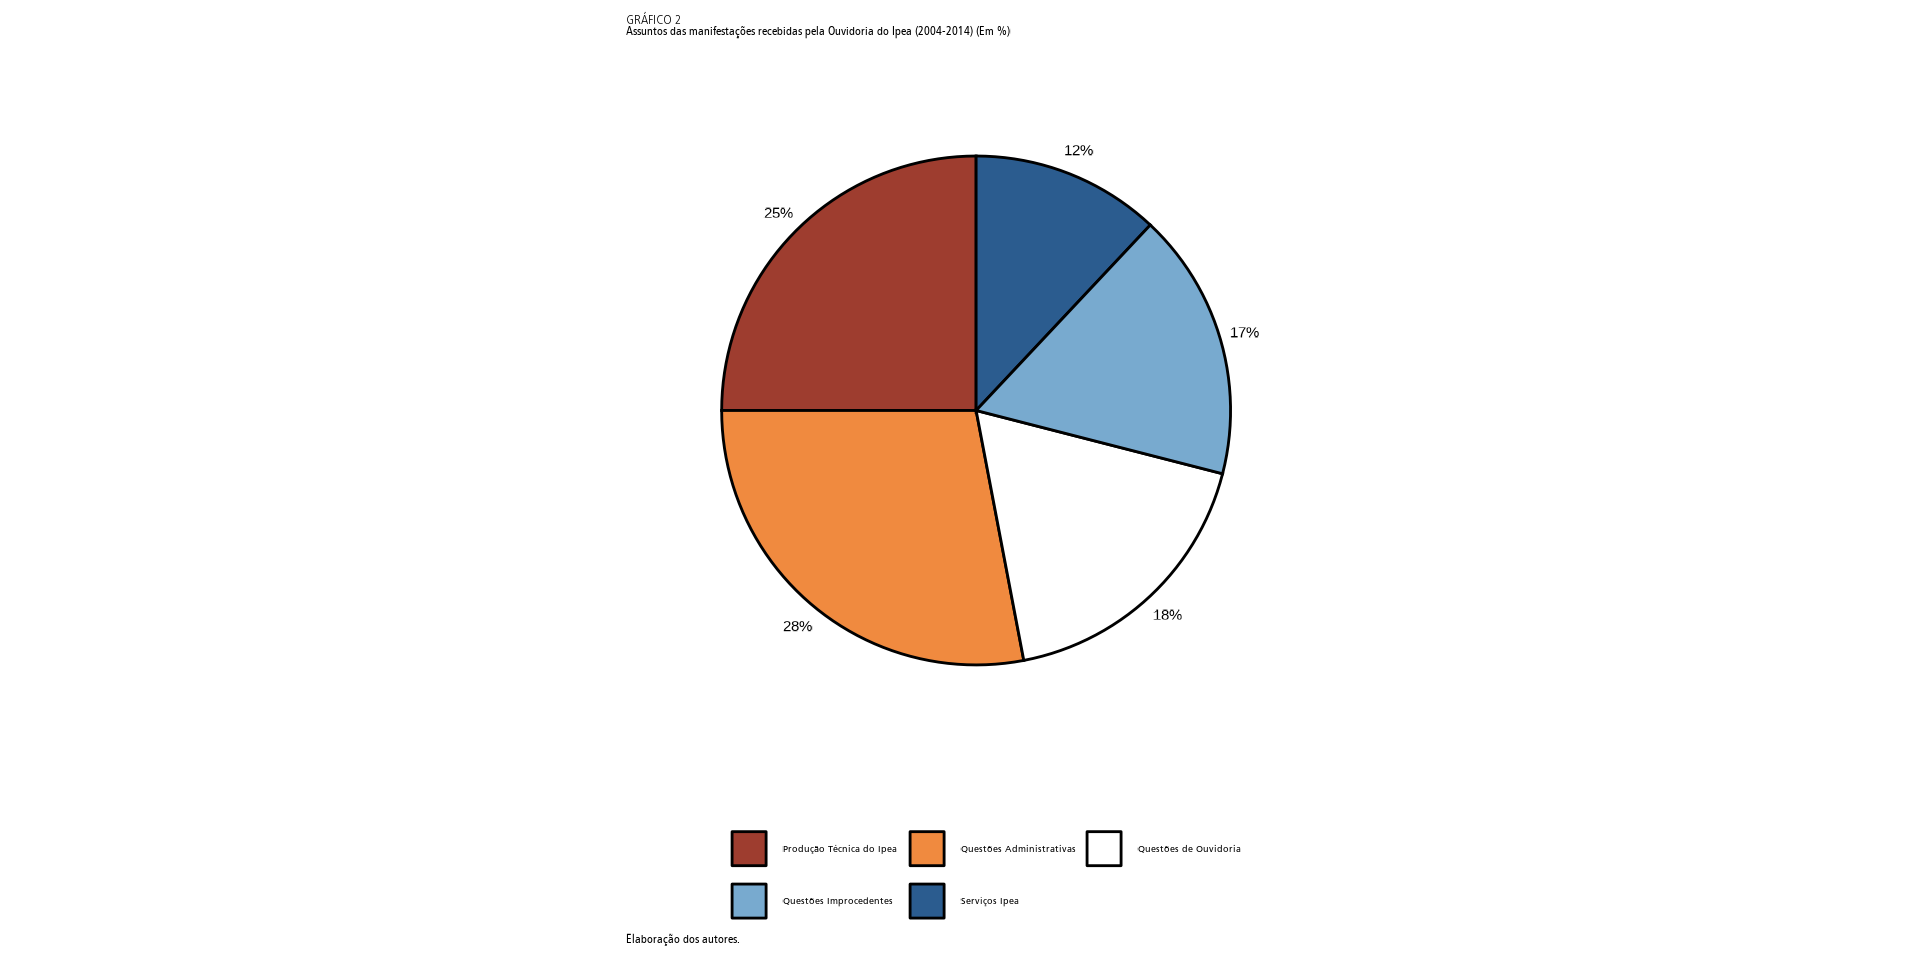 GRÁFICO 2
Assuntos das manifestações recebidas pela Ouvidoria do Ipea (2004-2014) (Em %)
12%
25%
17%
18%
28%
Produção Técnica do Ipea
Questões Administrativas
Questões de Ouvidoria
Questões Improcedentes
Serviços Ipea
Elaboração dos autores.